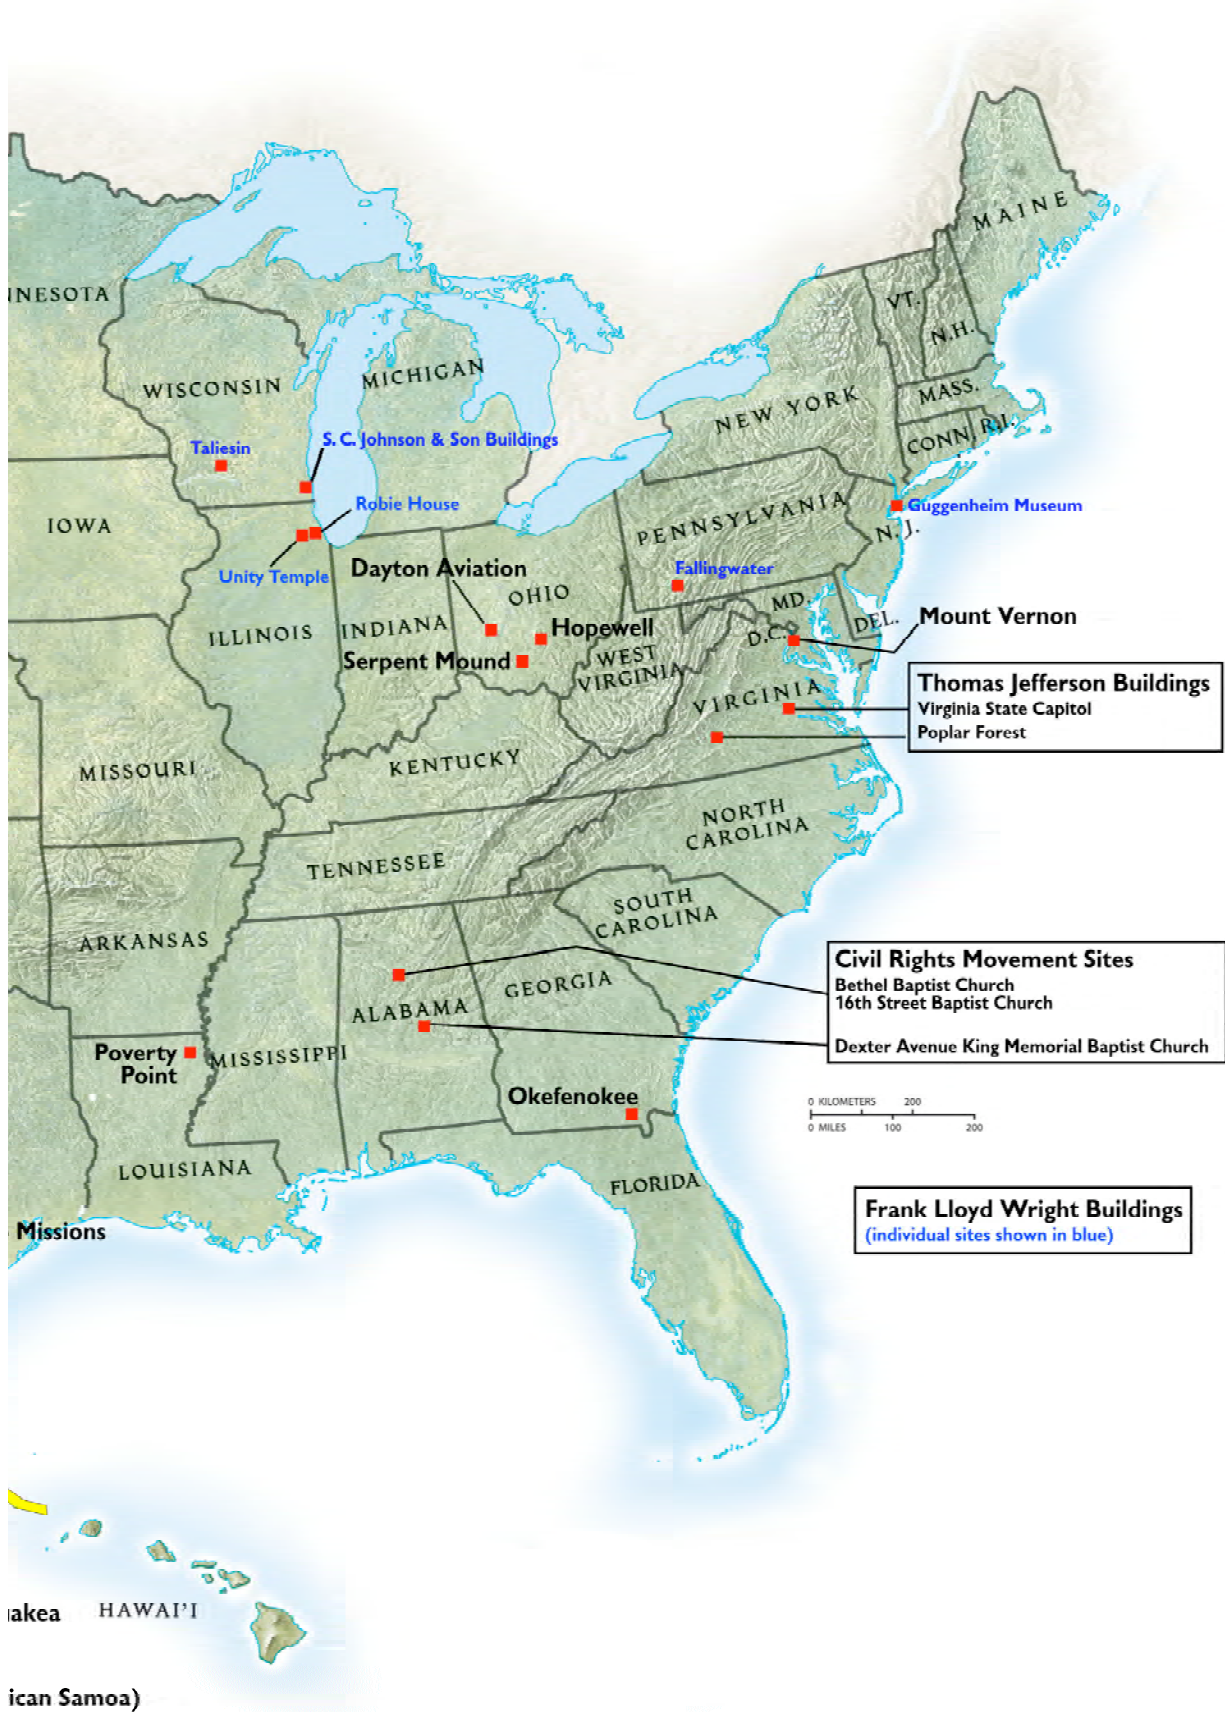 MAINE
NNESOTA
VT.
N.H.
WISCONSIN
MICHIGAN
MASS.
NEW YORK
CONN.
R.I.
Taliesin
S. C. Johnson & Son Buildings
Robie House
IOWA
PENNSYLVANIA
Guggenheim Museum
N. J.
Unity Temple
Dayton Aviation
Fallingwater
OHIO
MD.
ILLINOIS
INDIANA
Hopewell
D.C.
DEL.
Mount Vernon
Serpent Mound
WEST
VIRGINIA
VIRGINIA
Thomas Jefferson Buildings
Virginia State Capitol
Poplar Forest
MISSOURI
KENTUCKY
NORTH
CAROLINA
TENNESSEE
SOUTH
CAROLINA
ARKANSAS
Civil Rights Movement Sites
Bethel Baptist Church
16th Street Baptist Church
Dexter Avenue King Memorial Baptist Church
GEORGIA
ALABAMA
Poverty
Point
MISSISSIPPI
Okefenokee
0 KILOMETERS 200
0 MILES 100 200
LOUISIANA
FLORIDA
Frank Lloyd Wright Buildings
(individual sites shown in blue)
Missions
akea
HAWAI'I
ican Samoa)